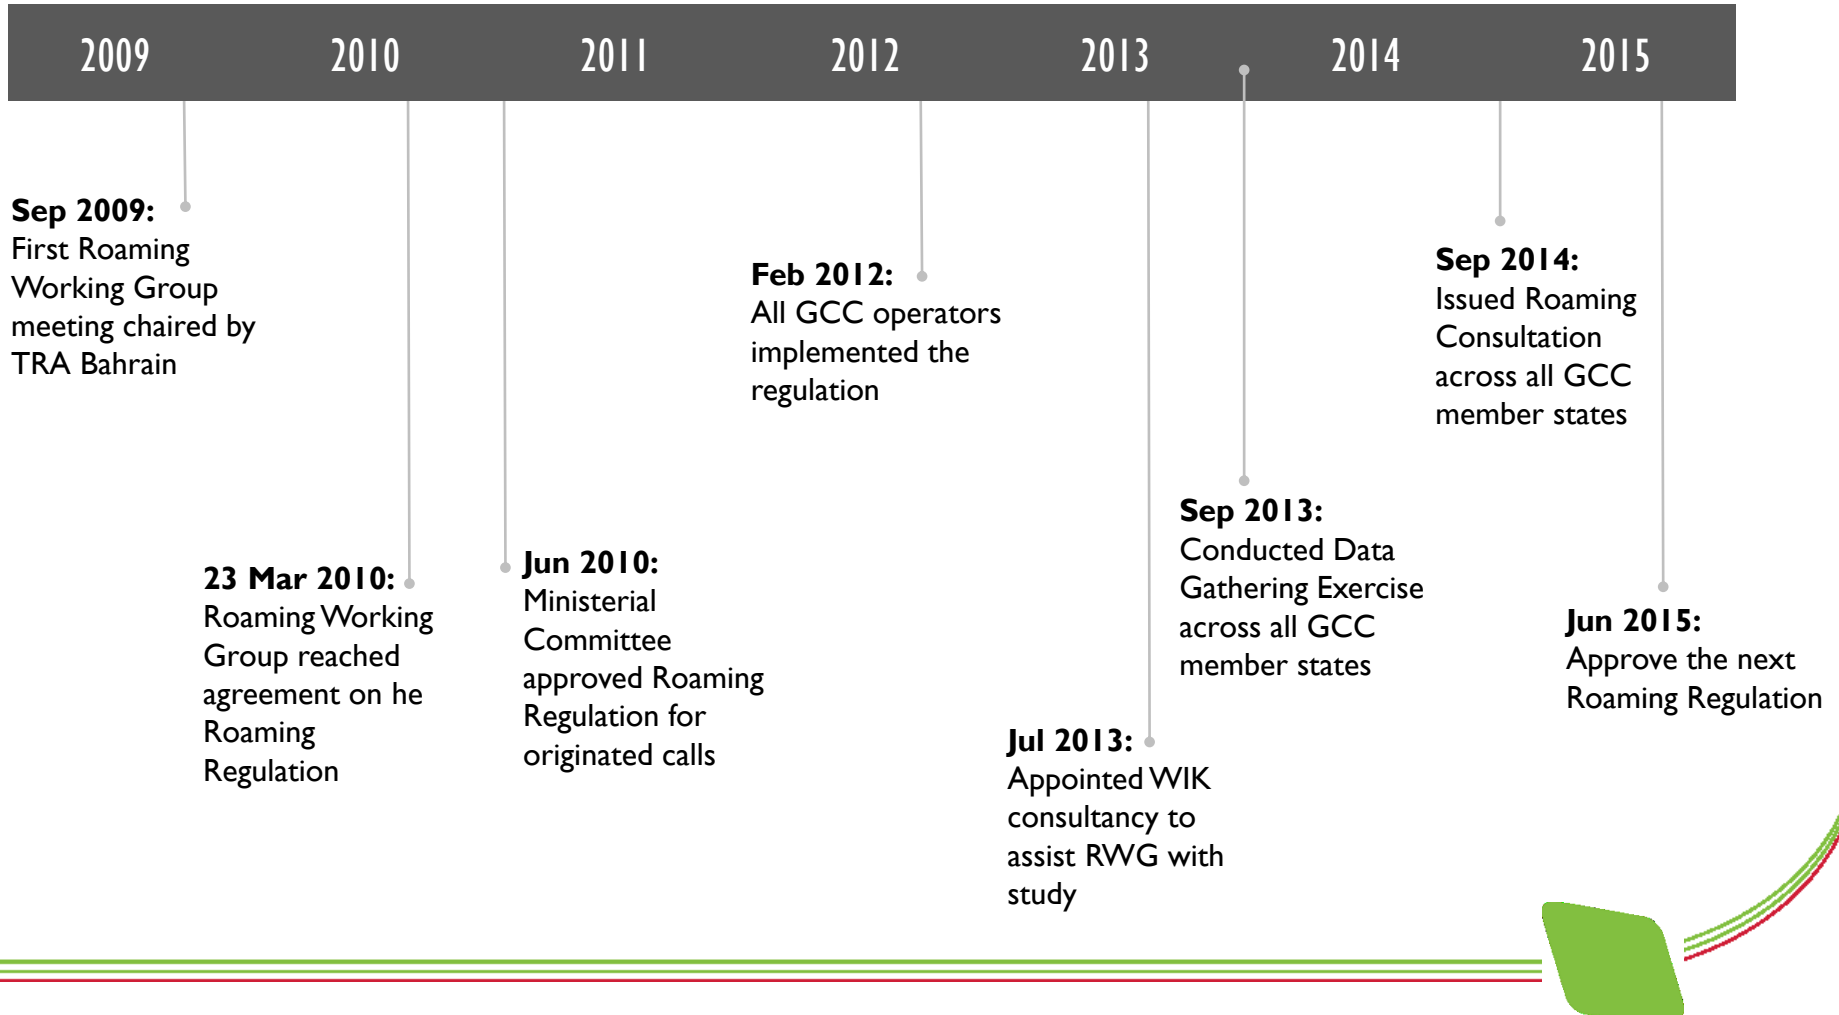 2009 2010 2011 2012 2013 2014 2015
Sep 2009:
First Roaming
Working Group
meeting chaired by
TRA Bahrain
23 Mar 2010:
Roaming Working
Group reached
agreement on he
Roaming
Regulation
Jun 2010:
Ministerial
Committee
approved Roaming
Regulation for
originated calls
Feb 2012:
All GCC operators
implemented the
regulation
Jul 2013:
Appointed WIK
consultancy to
assist RWG with
study
Sep 2013:
Conducted Data
Gathering Exercise
across all GCC
member states
Sep 2014:
Issued Roaming
Consultation
across all GCC
member states
Jun 2015:
Approve the next
Roaming Regulation